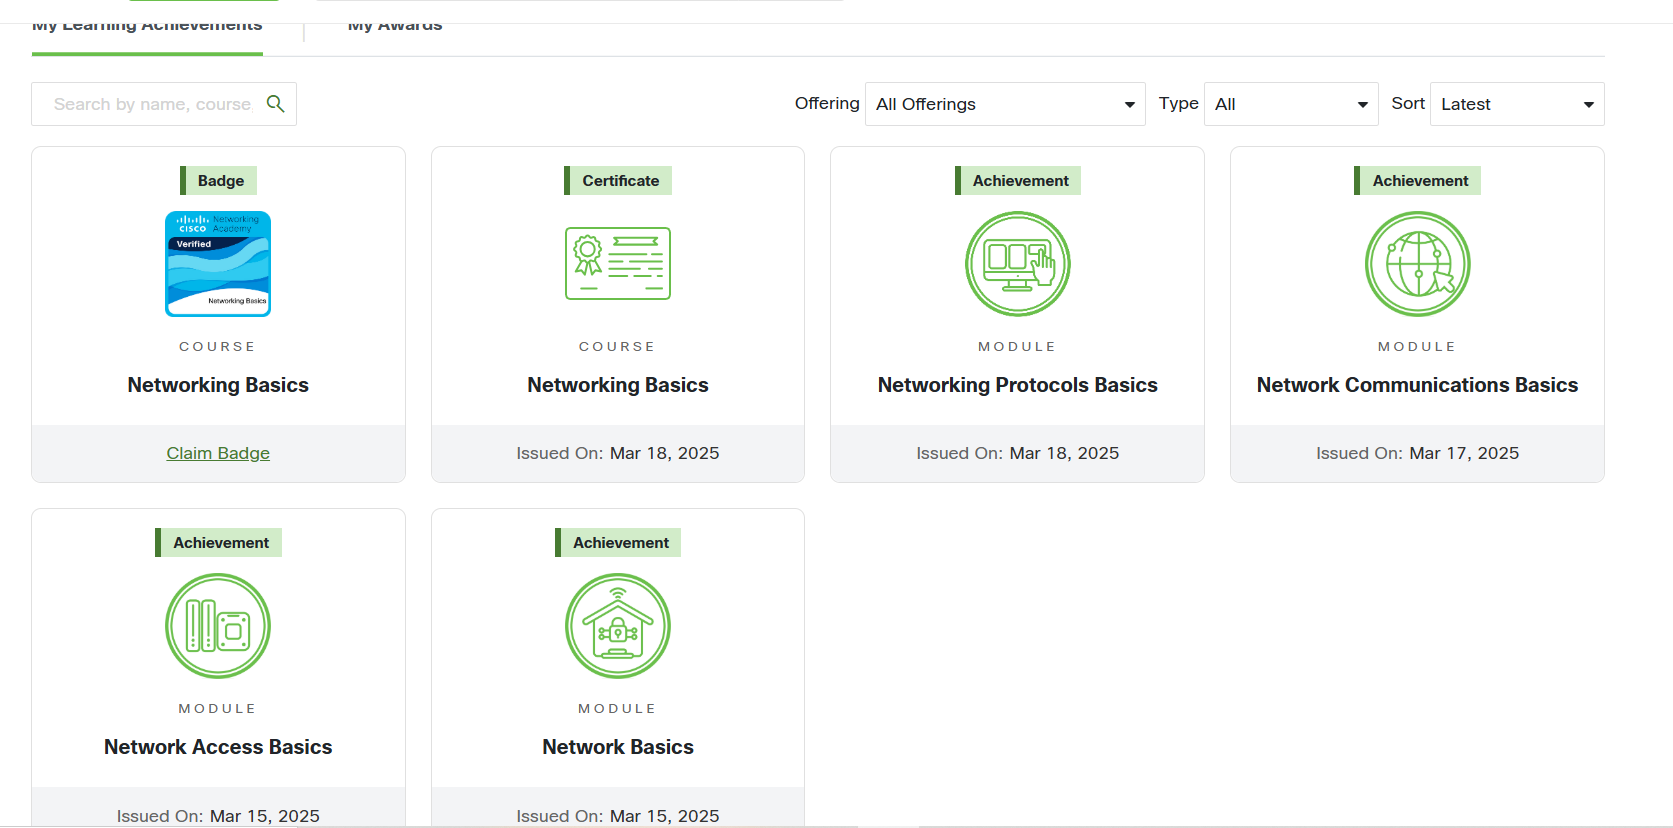 My Learning Achievements
My Awards
Search by name, course
Offering
All Offerings
Type
All
Sort
Latest
Badge
CISCO
Networking
Academy
Verified
Networking Basics
COURSE
Networking Basics
Claim Badge
Certificate
COURSE
Networking Basics
Issued On: Mar 18, 2025
Achievement
MODULE
Networking Protocols Basics
Issued On: Mar 18, 2025
Achievement
MODULE
Network Communications Basics
Issued On: Mar 17, 2025
Achievement
MODULE
Network Access Basics
Issued On: Mar 15, 2025
Achievement
MODULE
Network Basics
Issued On: Mar 15, 2025